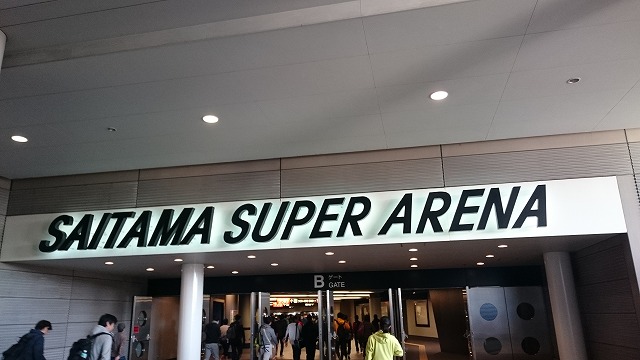 SAITAMA SUPER ARENA
B ゲート
GATE